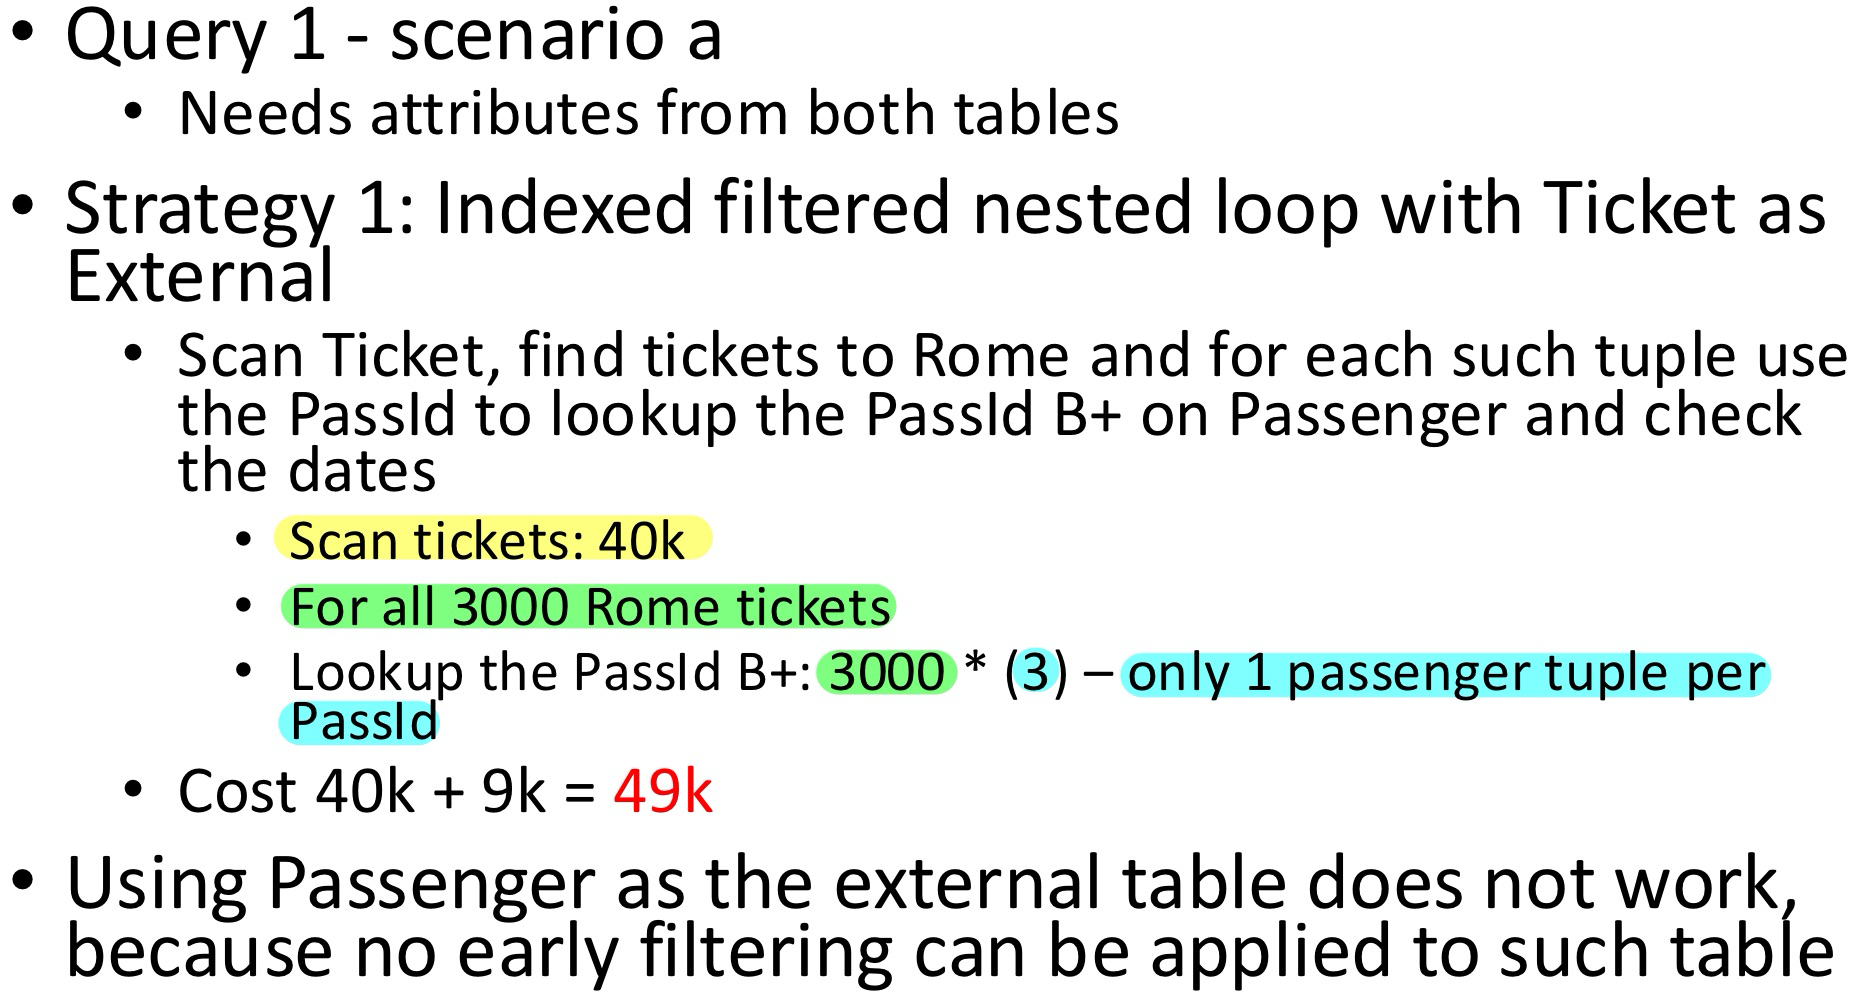 • Query 1 - scenario a
• Needs attributes from both tables
• Strategy 1: Indexed filtered nested loop with Ticket as
External
• Scan Ticket, find tickets to Rome and for each such tuple use
the PassId to lookup the PassId B+ on Passenger and check
the dates
• Scan tickets: 40k
• For all 3000 Rome tickets
• Lookup the PassId B+: 3000 * (3) – only 1 passenger tuple per
PassId
• Cost 40k + 9k = 49k
• Using Passenger as the external table does not work,
because no early filtering can be applied to such table